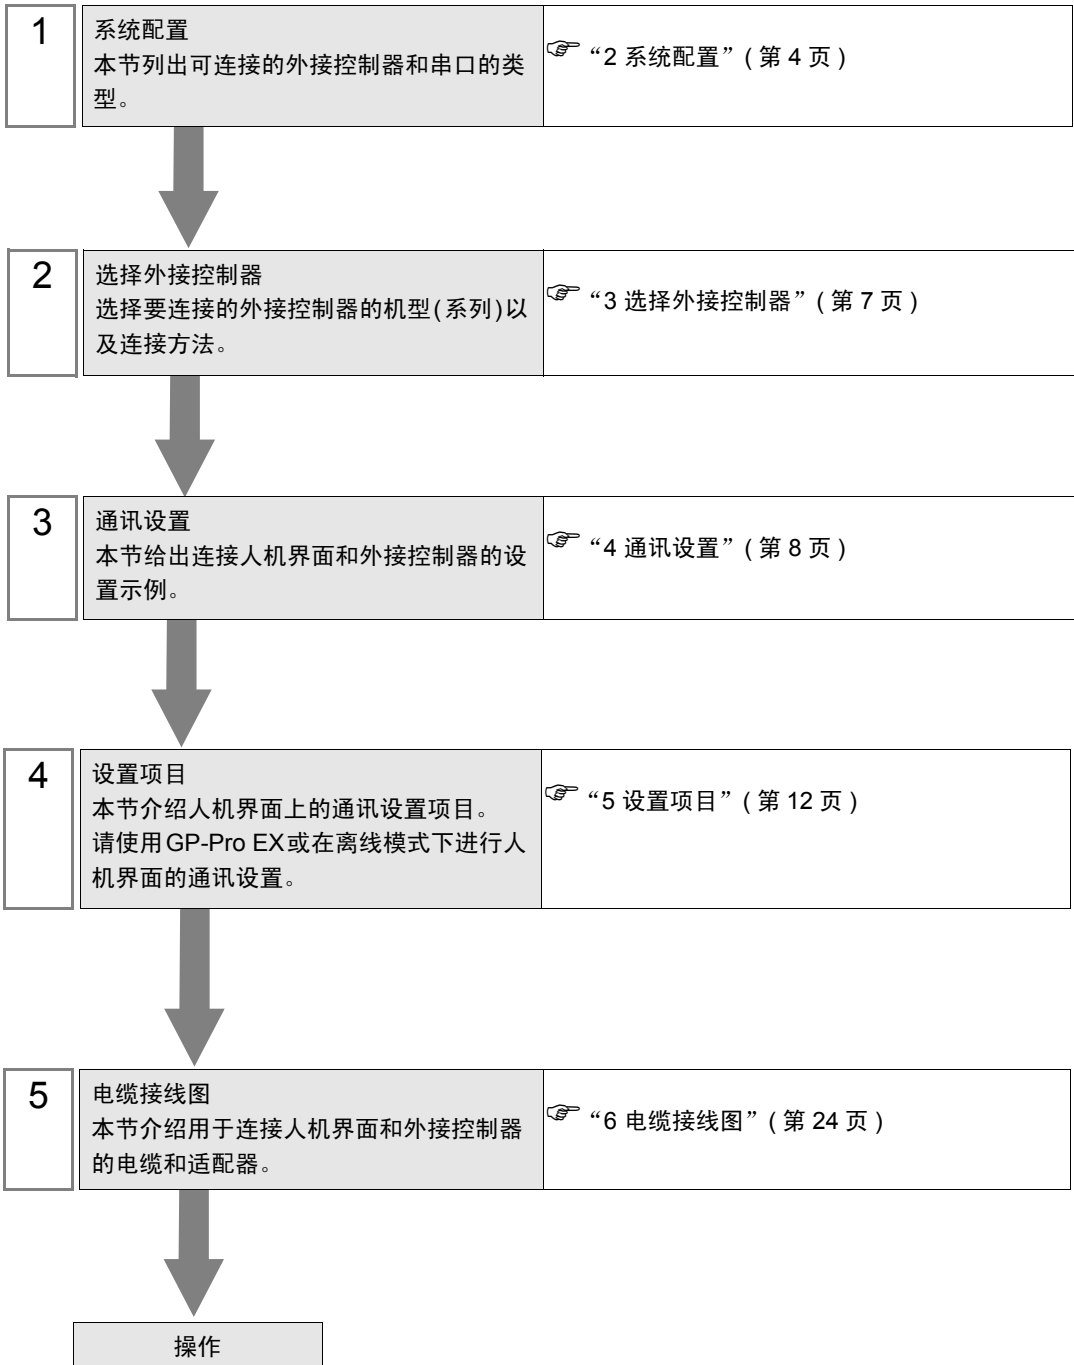 1
系统配置
本节列出可连接的外接控制器和串口的类
型。
☞ “2 系统配置” ( 第 4 页 )
2
选择外接控制器
选择要连接的外接控制器的机型(系列)以
及连接方法。
☞ “3 选择外接控制器” ( 第 7 页 )
3
通讯设置
本节给出连接人机界面和外接控制器的设
置示例。
☞ “4 通讯设置” ( 第 8 页 )
4
设置项目
本节介绍人机界面上的通讯设置项目。
请使用GP-Pro EX或在离线模式下进行人
机界面的通讯设置。
☞ “5 设置项目” ( 第 12 页 )
5
电缆接线图
本节介绍用于连接人机界面和外接控制器
的电缆和适配器。
☞ “6 电缆接线图” ( 第 24 页 )
操作